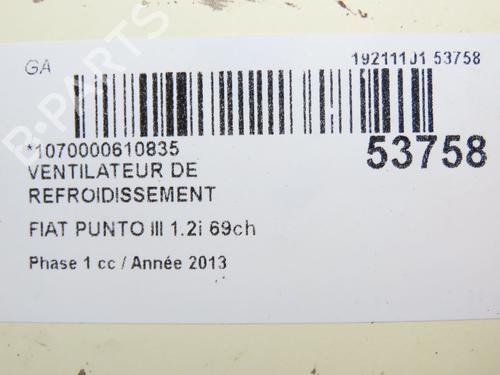 GA
19211101 53758
*1070000610835
53758
VENTILATEUR DE
REFROIDISSEMENT
FIAT PUNTO III 1.2i 69ch
Phase 1 cc / Année 2013
B-PARTS